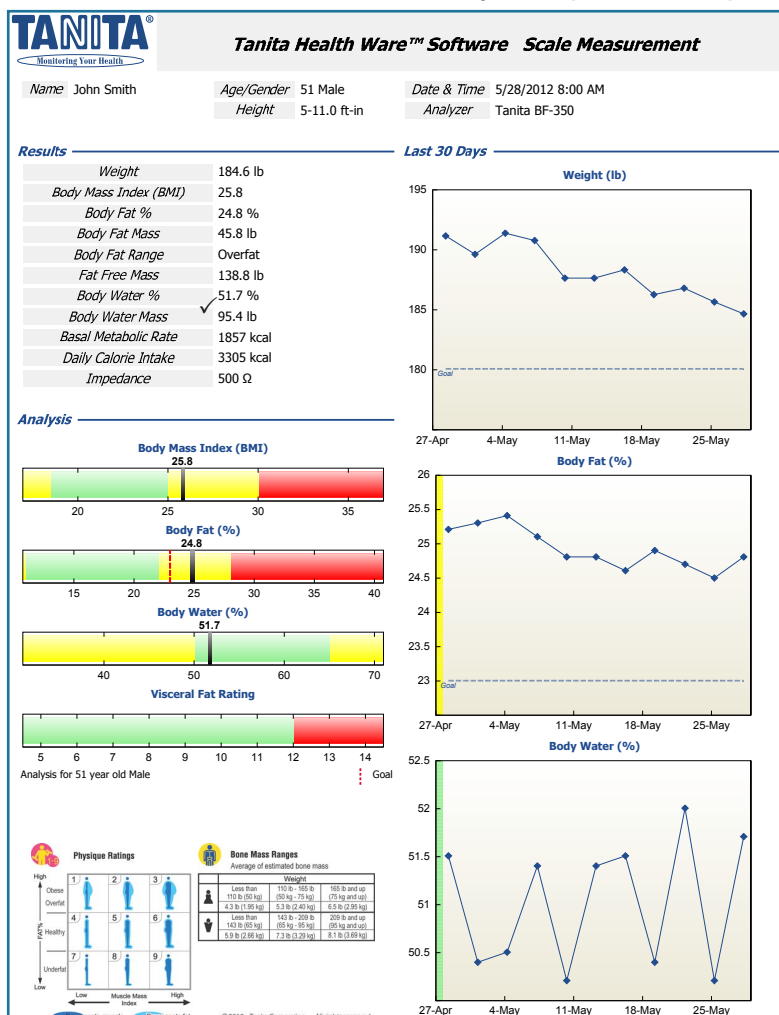 TANITA®
Monitoring Your Health
Tanita Health Ware™ Software Scale Measurement
Name John Smith Age/Gender 51 Male Date & Time 5/28/2012 8:00 AM
Height 5-11.0 ft-in Analyzer Tanita BF-350
Results
Weight 184.6 lb
Body Mass Index (BMI) 25.8
Body Fat % 24.8 %
Body Fat Mass 45.8 lb
Body Fat Range Overfat
Fat Free Mass 138.8 lb
Body Water % 51.7 %
Body Water Mass 95.4 lb
Basal Metabolic Rate 1857 kcal
Daily Calorie Intake 3305 kcal
Impedance 500 Ω
Analysis
Body Mass Index (BMI)
25.8
20 25 30 35
Body Fat (%)
24.8
15 20 25 30 35 40
Body Water (%)
51.7
40 50 60 70
Visceral Fat Rating
5 6 7 8 9 10 11 12 13 14
Analysis for 51 year old Male Goal
Physique Ratings
High
Obese
Overfat
Healthy
Underfat
Low
FAT%
1 2 3
4 5 6
7 8 9
Low Muscle Mass High
Index
Bone Mass Ranges
Average of estimated bone mass
Weight
Less than 110 lb - 165 lb 165 lb and up
110 lb (50 kg) (50 kg - 75 kg) (75 kg and up)
4.3 lb (1.95 kg) 5.3 lb (2.40 kg) 6.5 lb (2.95 kg)
Less than 143 lb - 209 lb 209 lb and up
143 lb (65 kg) (65 kg - 95 kg) (95 kg and up)
5.9 lb (2.66 kg) 7.3 lb (3.29 kg) 8.1 lb (3.69 kg)
Last 30 Days
Weight (lb)
195
190
185
180
Goal
27-Apr 4-May 11-May 18-May 25-May
Body Fat (%)
26
25.5
25
24.5
24
23.5
23
Goal
27-Apr 4-May 11-May 18-May 25-May
Body Water (%)
52.5
52
51.5
51
50.5
27-Apr 4-May 11-May 18-May 25-May